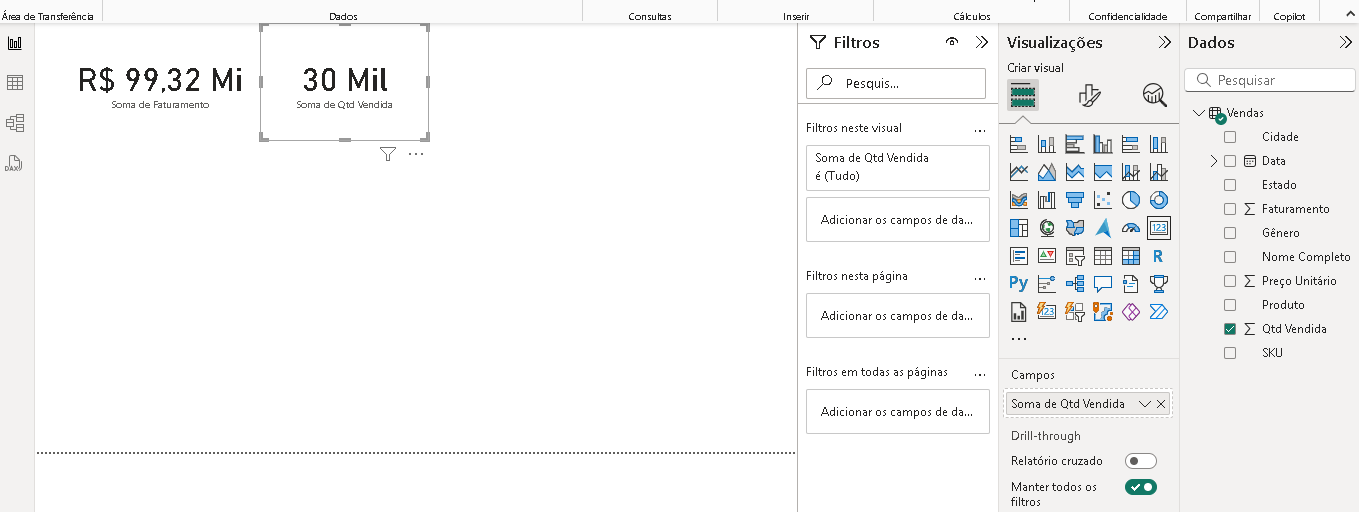 Área de Transferência
Dados
Consultas
Inserir
Cálculos
Confidencialidade
Compartilhar
Copilot
R$ 99,32 Mi
Soma de Faturamento
30 Mil
Soma de Qtd Vendida
DAX
Filtros
Pesquis...
Filtros neste visual
...
Soma de Qtd Vendida
é (Tudo)
Adicionar os campos de da...
Filtros nesta página
...
Adicionar os campos de da...
Filtros em todas as páginas
...
Adicionar os campos de da...
Visualizações
Criar visual
123
R
Py
123
...
Campos
Soma de Qtd Vendida
Drill-through
Relatório cruzado
Manter todos os
filtros
Dados
Pesquisar
Vendas
Cidade
Data
Estado
Σ Faturamento
Gênero
Nome Completo
Σ Preço Unitário
Produto
Σ Qtd Vendida
SKU